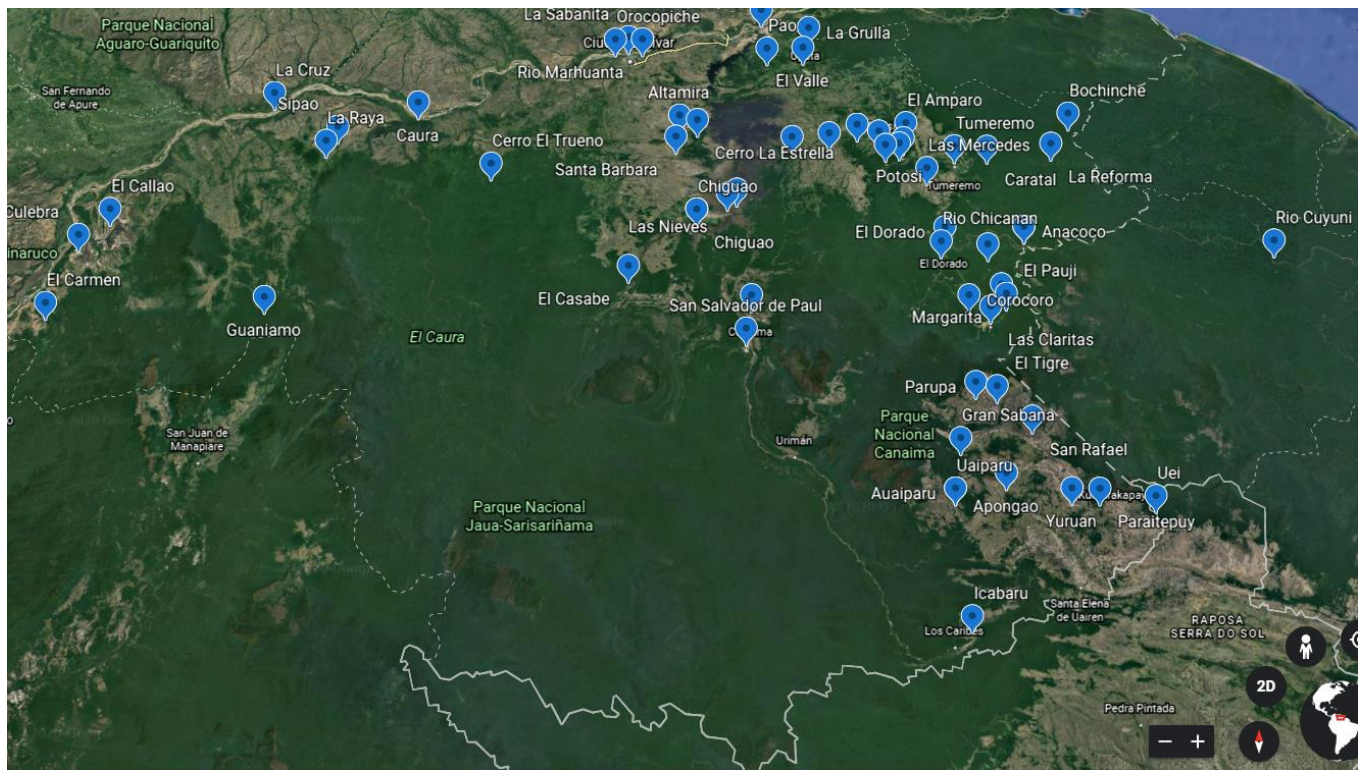 La Sabanita
Orocopiche
Parque Nacional
Aguaro-Guariquito
Pao
La Grulla
Rio Marhuanta
El Valle
La Cruz
San Fernando
de Apure
Sipao
La Raya
Caura
Altamira
El Amparo
Bochinche
Tumeremo
Cerro El Trueno
Cerro La Estrella
Las Mercedes
Santa Barbara
Potosi
Caratal
La Reforma
Tumeremo
El Callao
Chiguao
Culebra
Rio Chicanan
Rio Cuyuni
Las Nieves
El Dorado
Anacoco
Chiguao
inaruco
El Dorado
El Carmen
El Pauji
El Casabe
San Salvador de Paul
Corocoro
Guaniamo
Margarita
El Caura
Las Claritas
El Tigre
Parupa
Parque
Nacional
Canaima
Gran Sabana
San Juan de
Manapiare
Urimán
San Rafael
Uaiparu
Uei
Auaiparu
Parque Nacional
Jaua-Sarisariñama
Apongao
Yuruan
Paraitepuy
Icabaru
Santa Elena
de Uairen
RAPOSA
SERRA DO SOL
Los Caribes
2D
Pedra Pintada